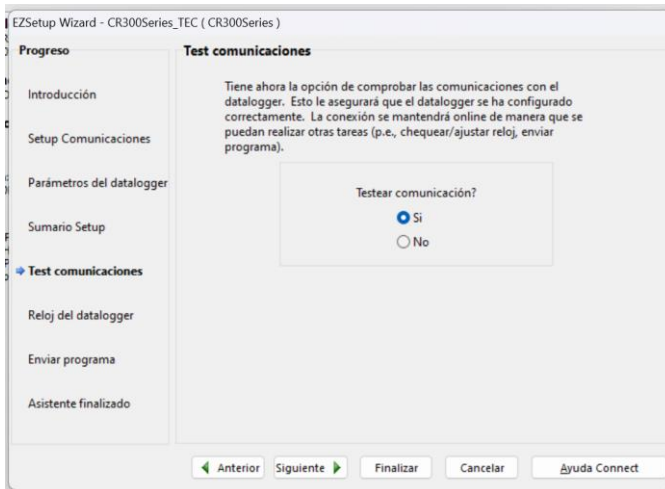 EZSetup Wizard - CR300Series_TEC ( CR300Series )
Progreso
Introducción
Setup Comunicaciones
Parámetros del datalogger
Sumario Setup
Test comunicaciones
Reloj del datalogger
Enviar programa
Asistente finalizado
Test comunicaciones
Tiene ahora la opción de comprobar las comunicaciones con el
datalogger. Esto le asegurará que el datalogger se ha configurado
correctamente. La conexión se mantendrá online de manera que se
puedan realizar otras tareas (p.e., chequear/ajustar reloj, enviar
programa).
Testear comunicación?
Si
No
Anterior Siguiente Finalizar Cancelar Ayuda Connect